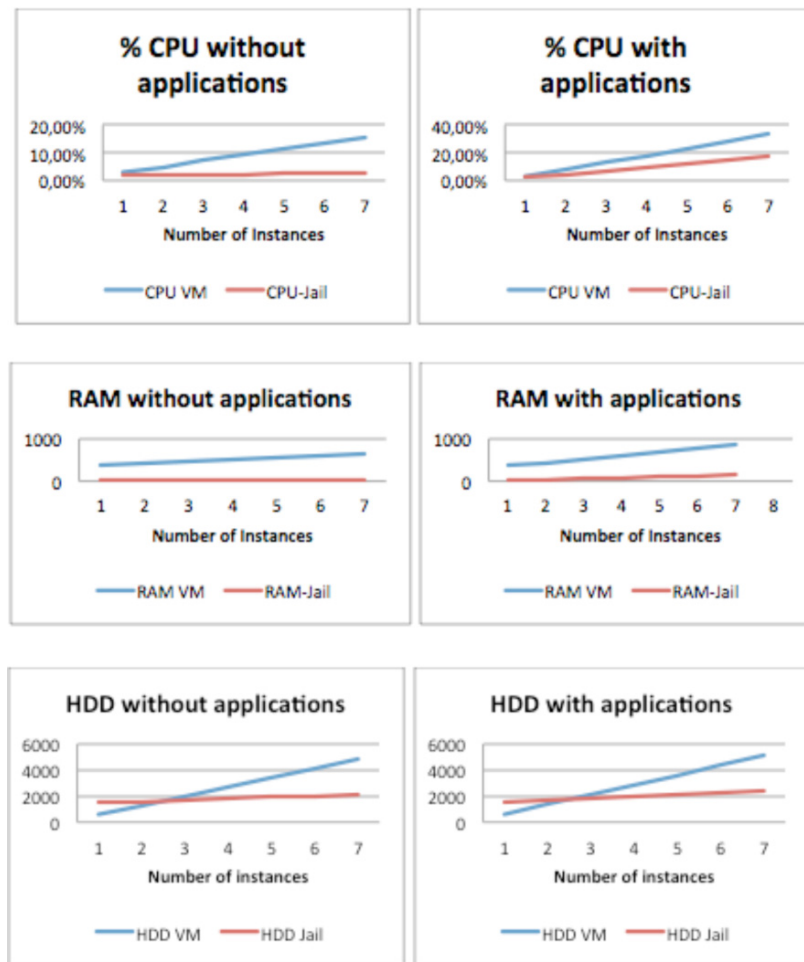 % CPU without
applications
20,00%
10,00%
0,00%
1 2 3 4 5 6 7
Number of Instances
CPU VM CPU-Jail
% CPU with
applications
40,00%
20,00%
0,00%
1 2 3 4 5 6 7
Number of Instances
CPU VM CPU-Jail
RAM without applications
1000
0
1 2 3 4 5 6 7
Number of Instances
RAM VM RAM-Jail
RAM with applications
1000
0
1 2 3 4 5 6 7 8
Number of Instances
RAM VM RAM-Jail
HDD without applications
6000
4000
2000
0
1 2 3 4 5 6 7
Number of instances
HDD VM HDD Jail
HDD with applications
6000
4000
2000
0
1 2 3 4 5 6 7
Number of instances
HDD VM HDD Jail